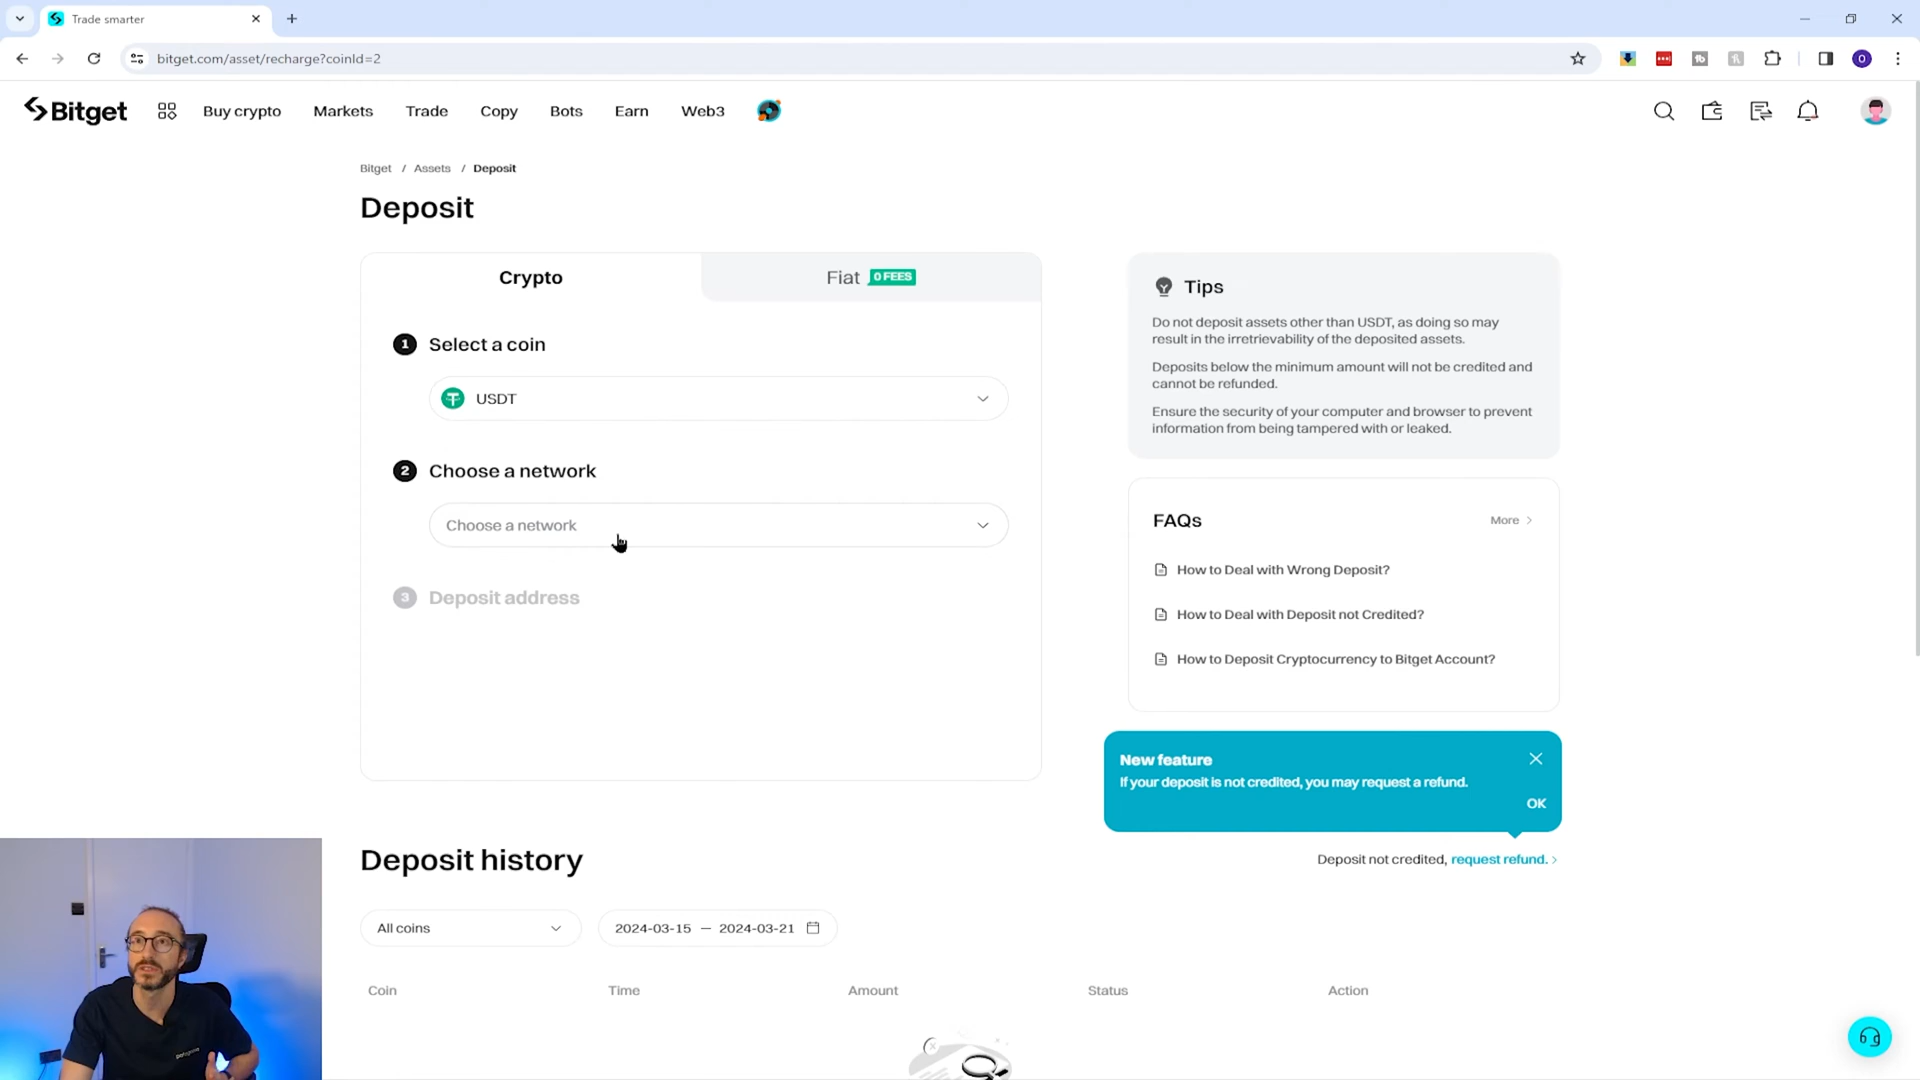 Trade smarter
bitget.com/asset/recharge?coinId=2
O
Bitget
Buy crypto
Markets
Trade
Copy
Bots
Earn
Web3
Bitget / Assets / Deposit
Deposit
Crypto
Fiat 0 FEES
1 Select a coin
USDT
2 Choose a network
Choose a network
3 Deposit address
Tips
Do not deposit assets other than USDT, as doing so may
result in the irretrievability of the deposited assets.
Deposits below the minimum amount will not be credited and
cannot be refunded.
Ensure the security of your computer and browser to prevent
information from being tampered with or leaked.
FAQs
More
How to Deal with Wrong Deposit?
How to Deal with Deposit not Credited?
How to Deposit Cryptocurrency to Bitget Account?
New feature
If your deposit is not credited, you may request a refund.
OK
Deposit history
Deposit not credited, request refund.
All coins
2024-03-15 — 2024-03-21
Coin
Time
Amount
Status
Action